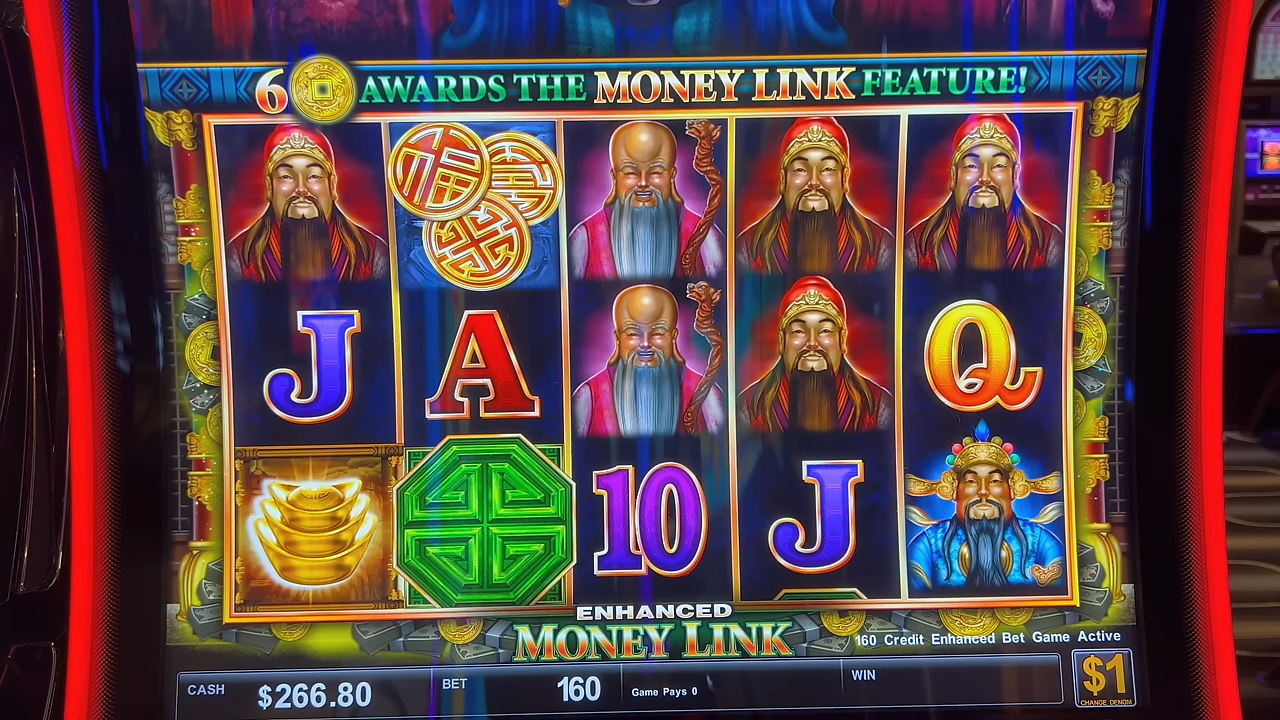 6 AWARDS THE MONEY LINK FEATURE!
福
J A Q
10 J
ENHANCED
MONEY LINK
160 Credit Enhanced Bet Game Active
CASH $266.80 BET 160 Game Pays 0 WIN $1
CHANGE DENOM